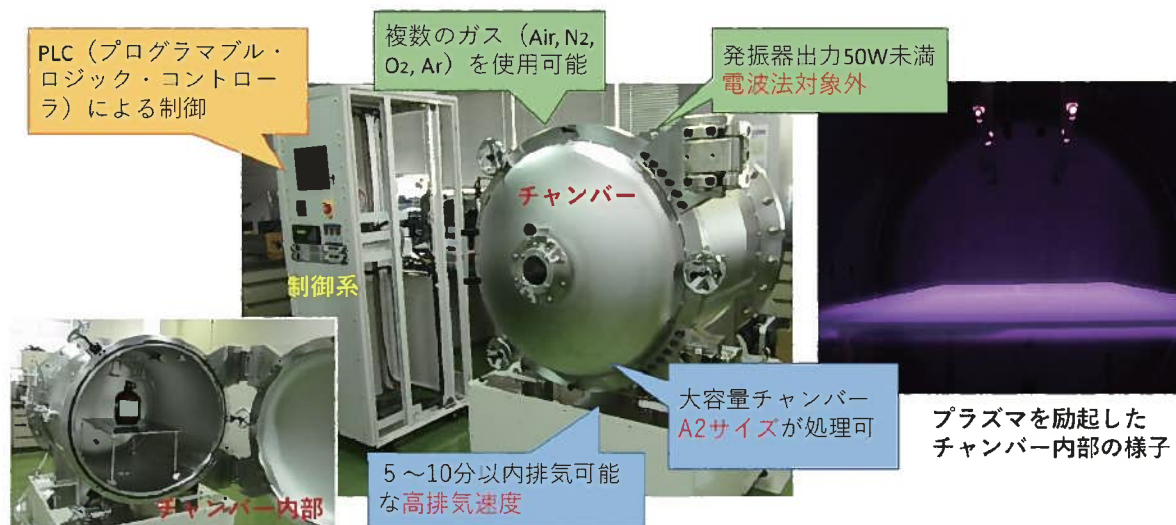 PLC（プログラマブル・
ロジック・コントロー
ラ）による制御
複数のガス（Air, N2,
O2, Ar）を使用可能
発振器出力50W未満
電波法対象外
チャンバー
制御系
大容量チャンバー
A2サイズが処理可
5～10分以内排気可能
な高排気速度
チャンバー内部
プラズマを励起した
チャンバー内部の様子